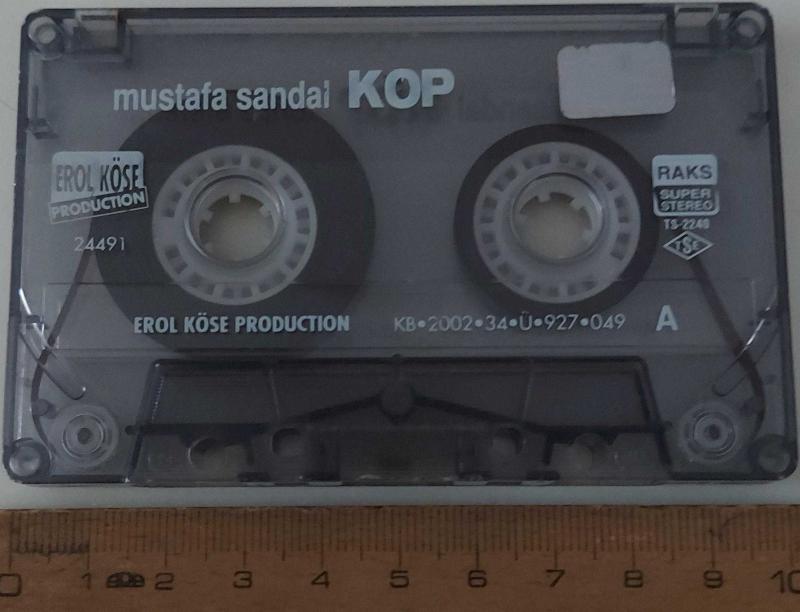 mustafa sandal KOP
EROL KÖSE
PRODUCTION
24491
RAKS
SUPER
STEREO
TS-2240
TSE
EROL KÖSE PRODUCTION
KB•2002•34•Ü•927•049
A
0 1 2 3 4 5 6 7 8 9 10